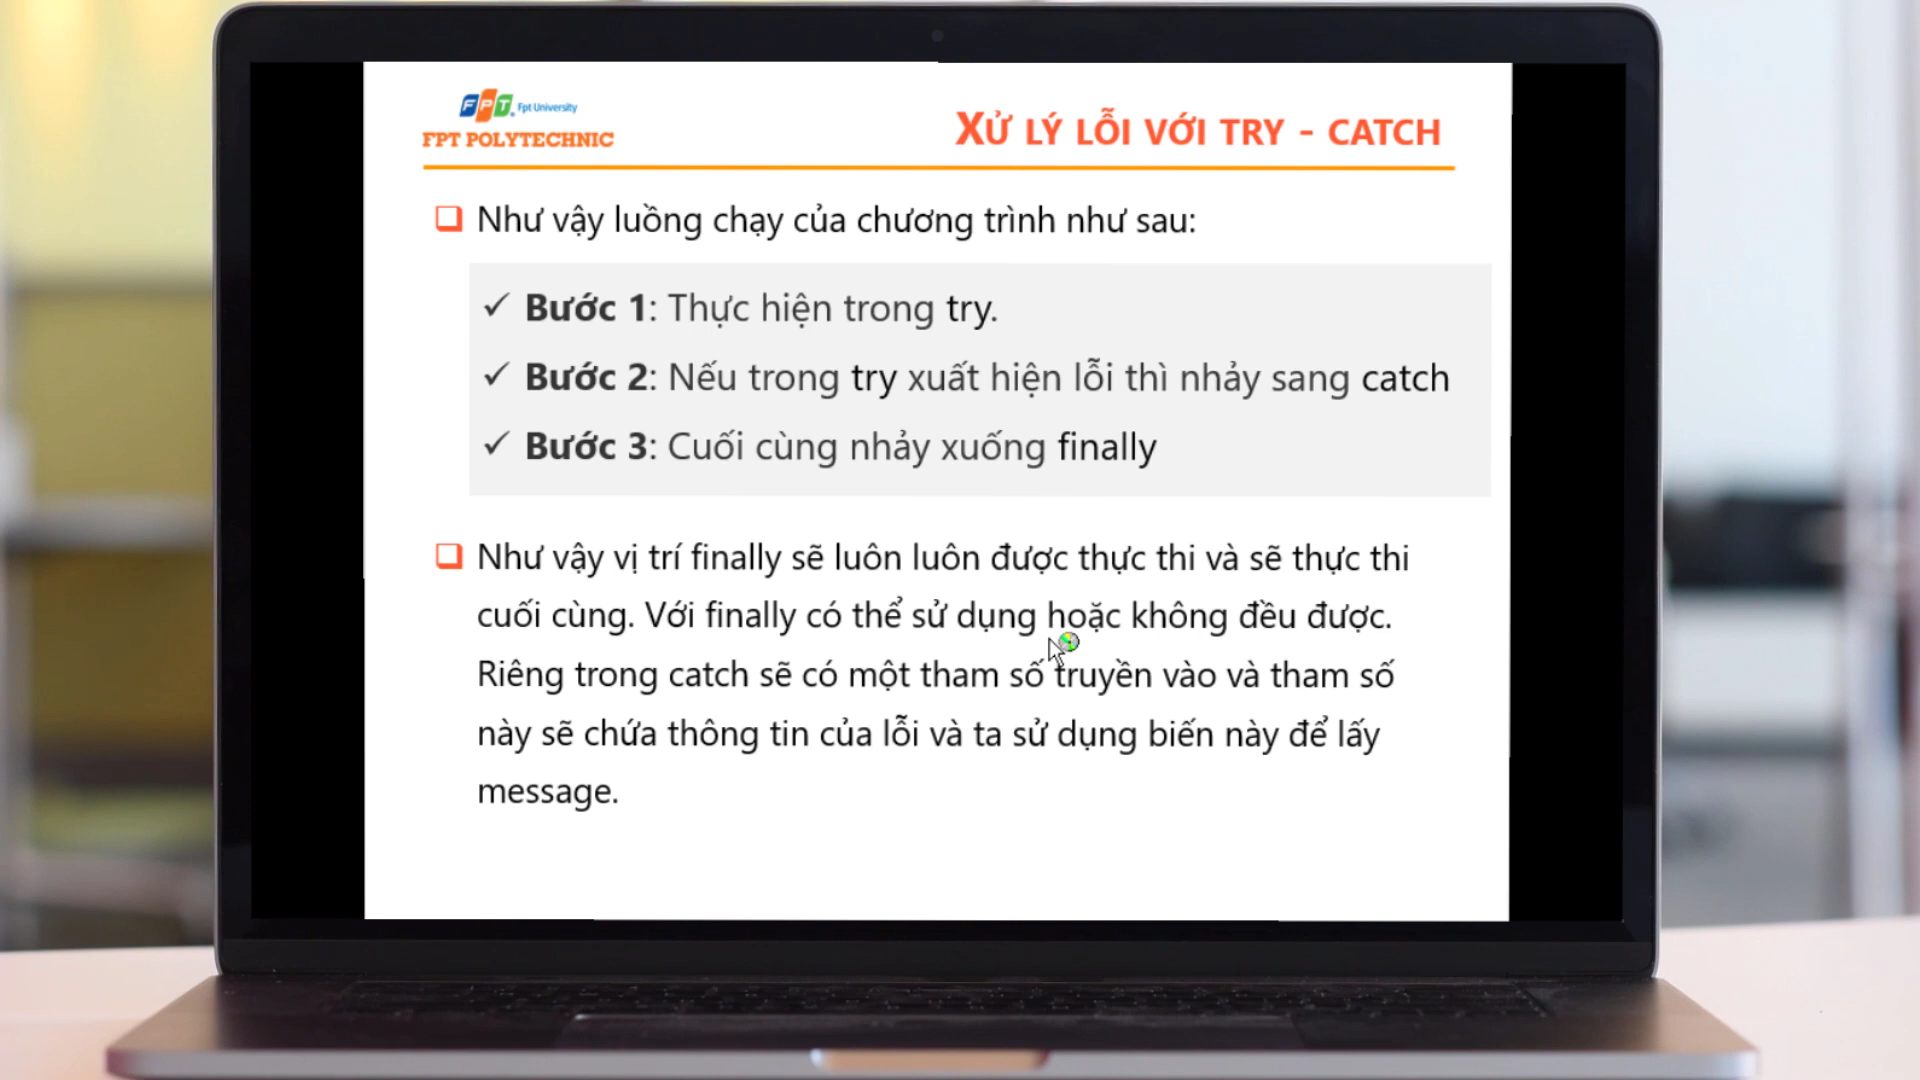 FPT. Fpt University
FPT POLYTECHNIC
XỬ LÝ LỖI VỚI TRY - CATCH
Như vậy luồng chạy của chương trình như sau:
Bước 1: Thực hiện trong try.
Bước 2: Nếu trong try xuất hiện lỗi thì nhảy sang catch
Bước 3: Cuối cùng nhảy xuống finally
Như vậy vị trí finally sẽ luôn luôn được thực thi và sẽ thực thi
cuối cùng. Với finally có thể sử dụng hoặc không đều được.
Riêng trong catch sẽ có một tham số truyền vào và tham số
này sẽ chứa thông tin của lỗi và ta sử dụng biến này để lấy
message.